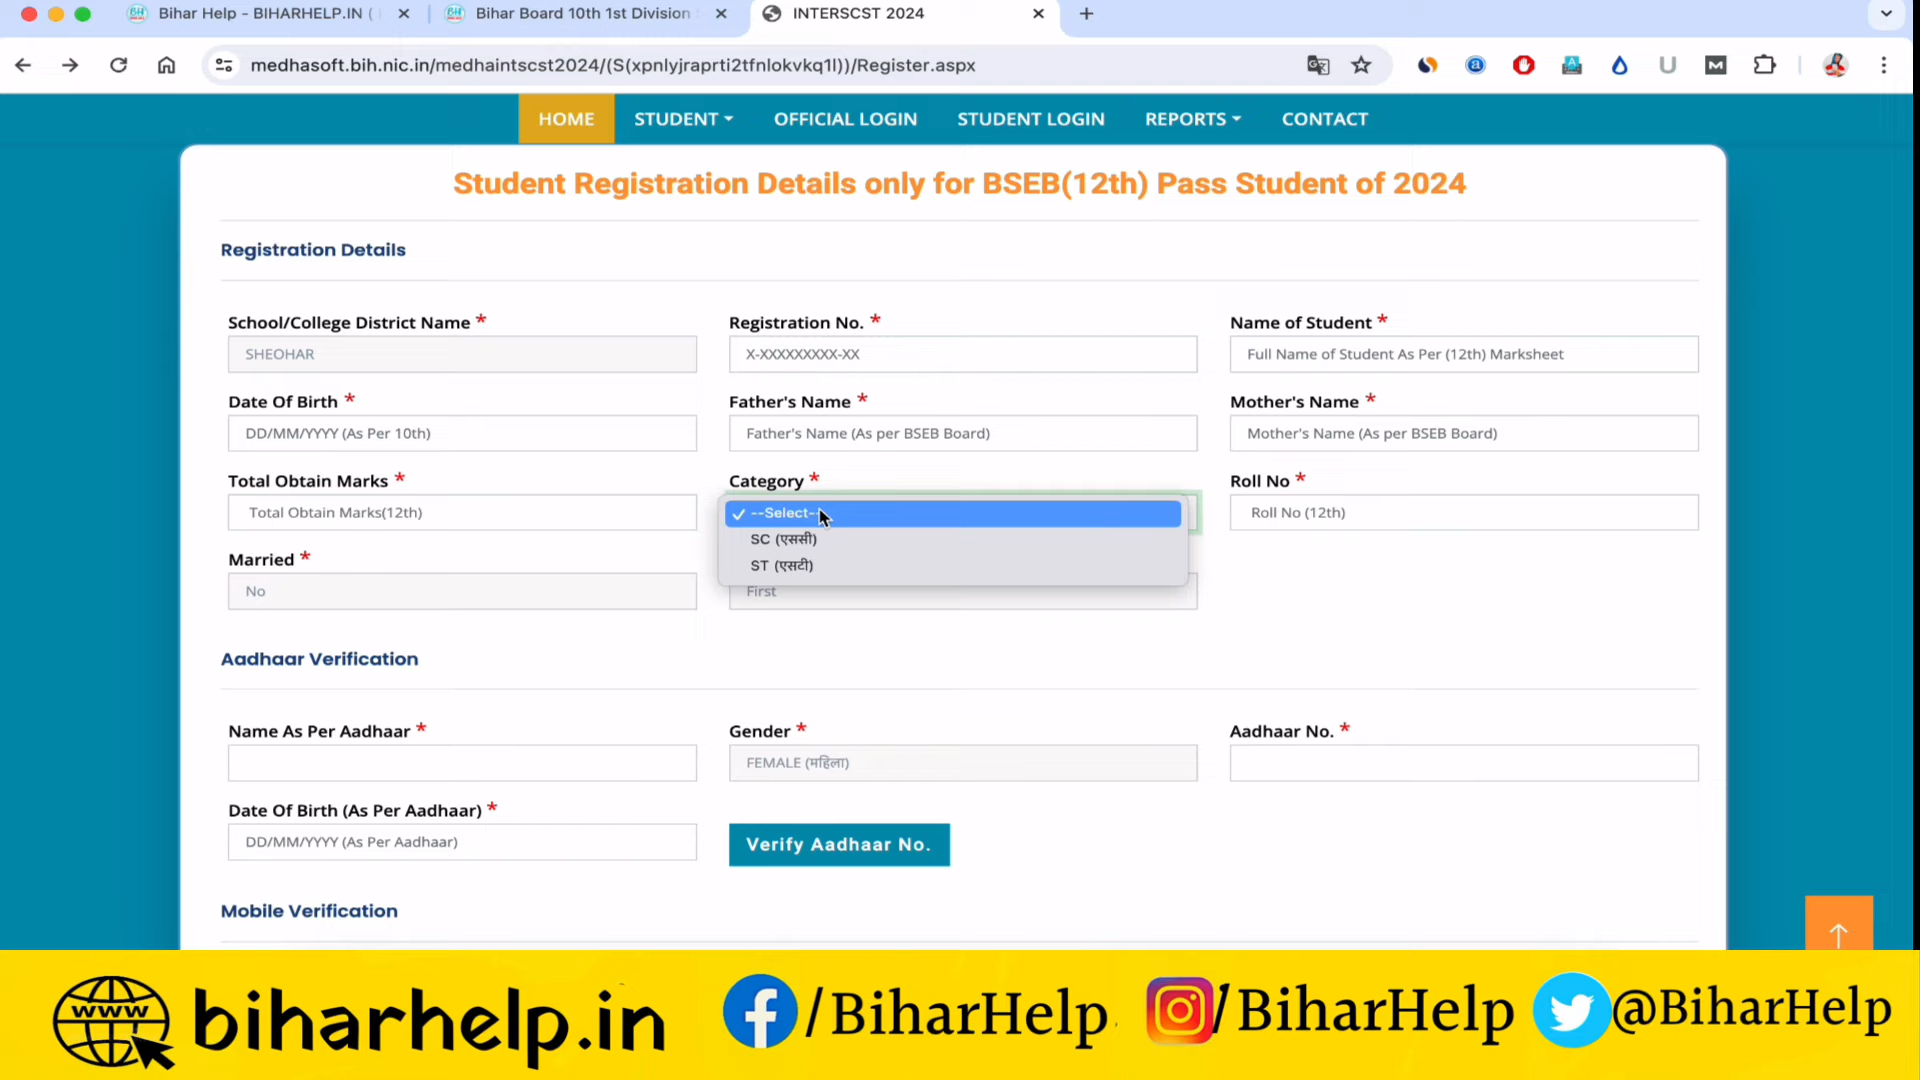 Bihar Help - BIHARHELP.IN (
Bihar Board 10th 1st Division
INTERSCST 2024
medhasoft.bih.nic.in/medhaintscst2024/(S(xpnlyjraprti2tfnlokvkq1l))/Register.aspx
HOME STUDENT OFFICIAL LOGIN STUDENT LOGIN REPORTS CONTACT
Student Registration Details only for BSEB(12th) Pass Student of 2024
Registration Details
School/College District Name * Registration No. * Name of Student *
SHEOHAR X-XXXXXXXXX-XX Full Name of Student As Per (12th) Marksheet
Date Of Birth * Father's Name * Mother's Name *
DD/MM/YYYY (As Per 10th) Father's Name (As per BSEB Board) Mother's Name (As per BSEB Board)
Total Obtain Marks * Category * Roll No *
Total Obtain Marks(12th) --Select-- Roll No (12th)
SC (एससी)
Married * ST (एसटी)
No First
Aadhaar Verification
Name As Per Aadhaar * Gender * Aadhaar No. *
FEMALE (महिला)
Date Of Birth (As Per Aadhaar) *
DD/MM/YYYY (As Per Aadhaar) Verify Aadhaar No.
Mobile Verification
www biharhelp.in f /BiharHelp /BiharHelp @BiharHelp